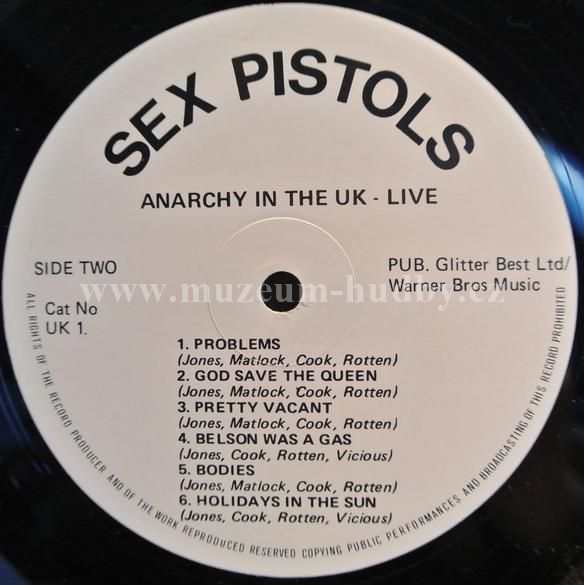 SEX PISTOLS
ANARCHY IN THE UK - LIVE
SIDE TWO
PUB. Glitter Best Ltd/
Warner Bros Music
www.muzeum-hudby.cz
Cat No
UK 1.
1. PROBLEMS
(Jones, Matlock, Cook, Rotten)
2. GOD SAVE THE QUEEN
(Jones, Matlock, Cook, Rotten)
3. PRETTY VACANT
(Jones, Matlock, Cook, Rotten)
4. BELSON WAS A GAS
(Jones, Cook, Rotten, Vicious)
5. BODIES
(Jones, Matlock, Cook, Rotten)
6. HOLIDAYS IN THE SUN
(Jones, Cook, Rotten, Vicious)
ALL RIGHTS OF THE RECORD PRODUCER AND OF THE WORK REPRODUCED RESERVED COPYING PUBLIC PERFORMANCES AND BROADCASTING OF THIS RECORD PROHIBITED